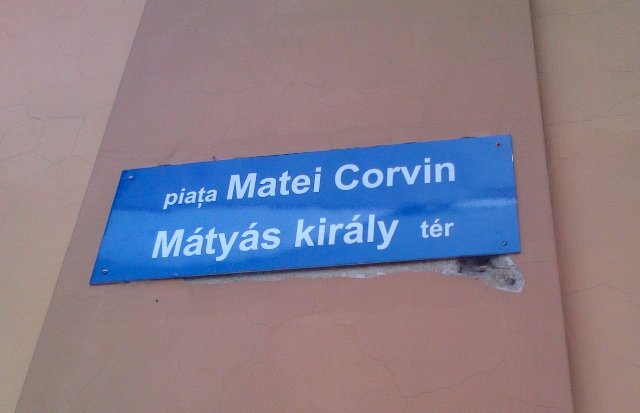 piața Matei Corvin
Mátyás király tér